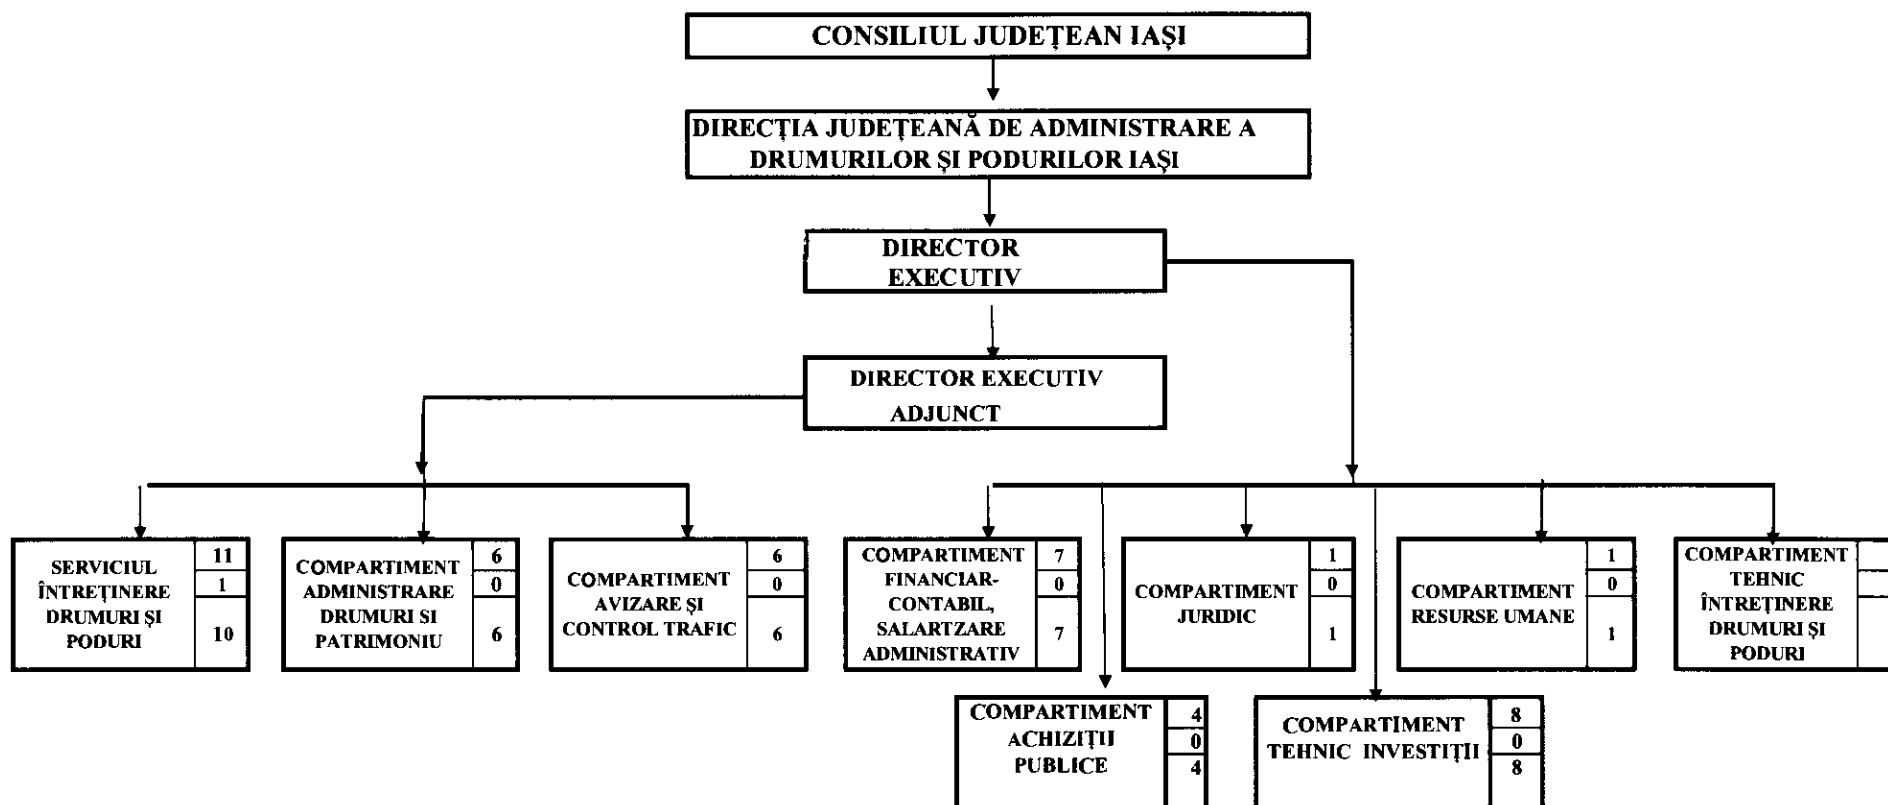 CONSILIUL JUDEȚEAN IAȘI
DIRECȚIA JUDEȚEANĂ DE ADMINISTRARE A
DRUMURILOR ȘI PODURILOR IAȘI
DIRECTOR
EXECUTIV
DIRECTOR EXECUTIV
ADJUNCT
SERVICIUL
ÎNTREȚINERE
DRUMURI ȘI
PODURI
11
1
10
COMPARTIMENT
ADMINISTRARE
DRUMURI SI
PATRIMONIU
6
0
6
COMPARTIMENT
AVIZARE ȘI
CONTROL TRAFIC
6
0
6
COMPARTIMENT
FINANCIAR-
CONTABIL,
SALARTZARE
ADMINISTRATIV
7
0
7
COMPARTIMENT
JURIDIC
1
0
1
COMPARTIMENT
RESURSE UMANE
1
0
1
COMPARTIMENT
TEHNIC
ÎNTREȚINERE
DRUMURI ȘI
PODURI
COMPARTIMENT
ACHIZIȚII
PUBLICE
4
0
4
COMPARTIMENT
TEHNIC INVESTIȚII
8
0
8